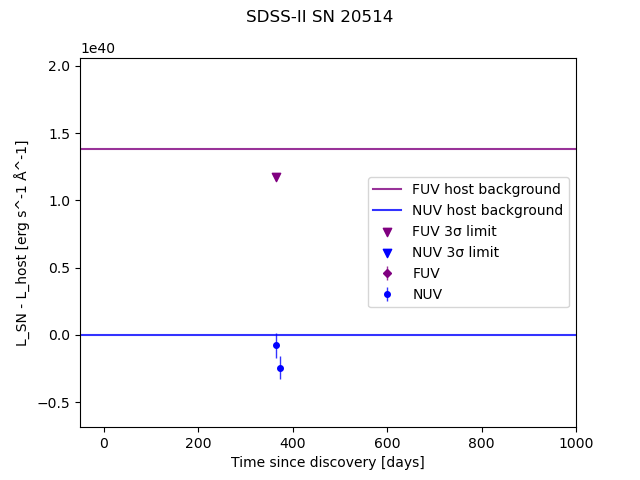 SDSS-II SN 20514
1e40
2.0
1.5
1.0
0.5
0.0
−0.5
L_SN - L_host [erg s^-1 Å^-1]
FUV host background
NUV host background
FUV 3σ limit
NUV 3σ limit
FUV
NUV
0 200 400 600 800 1000
Time since discovery [days]